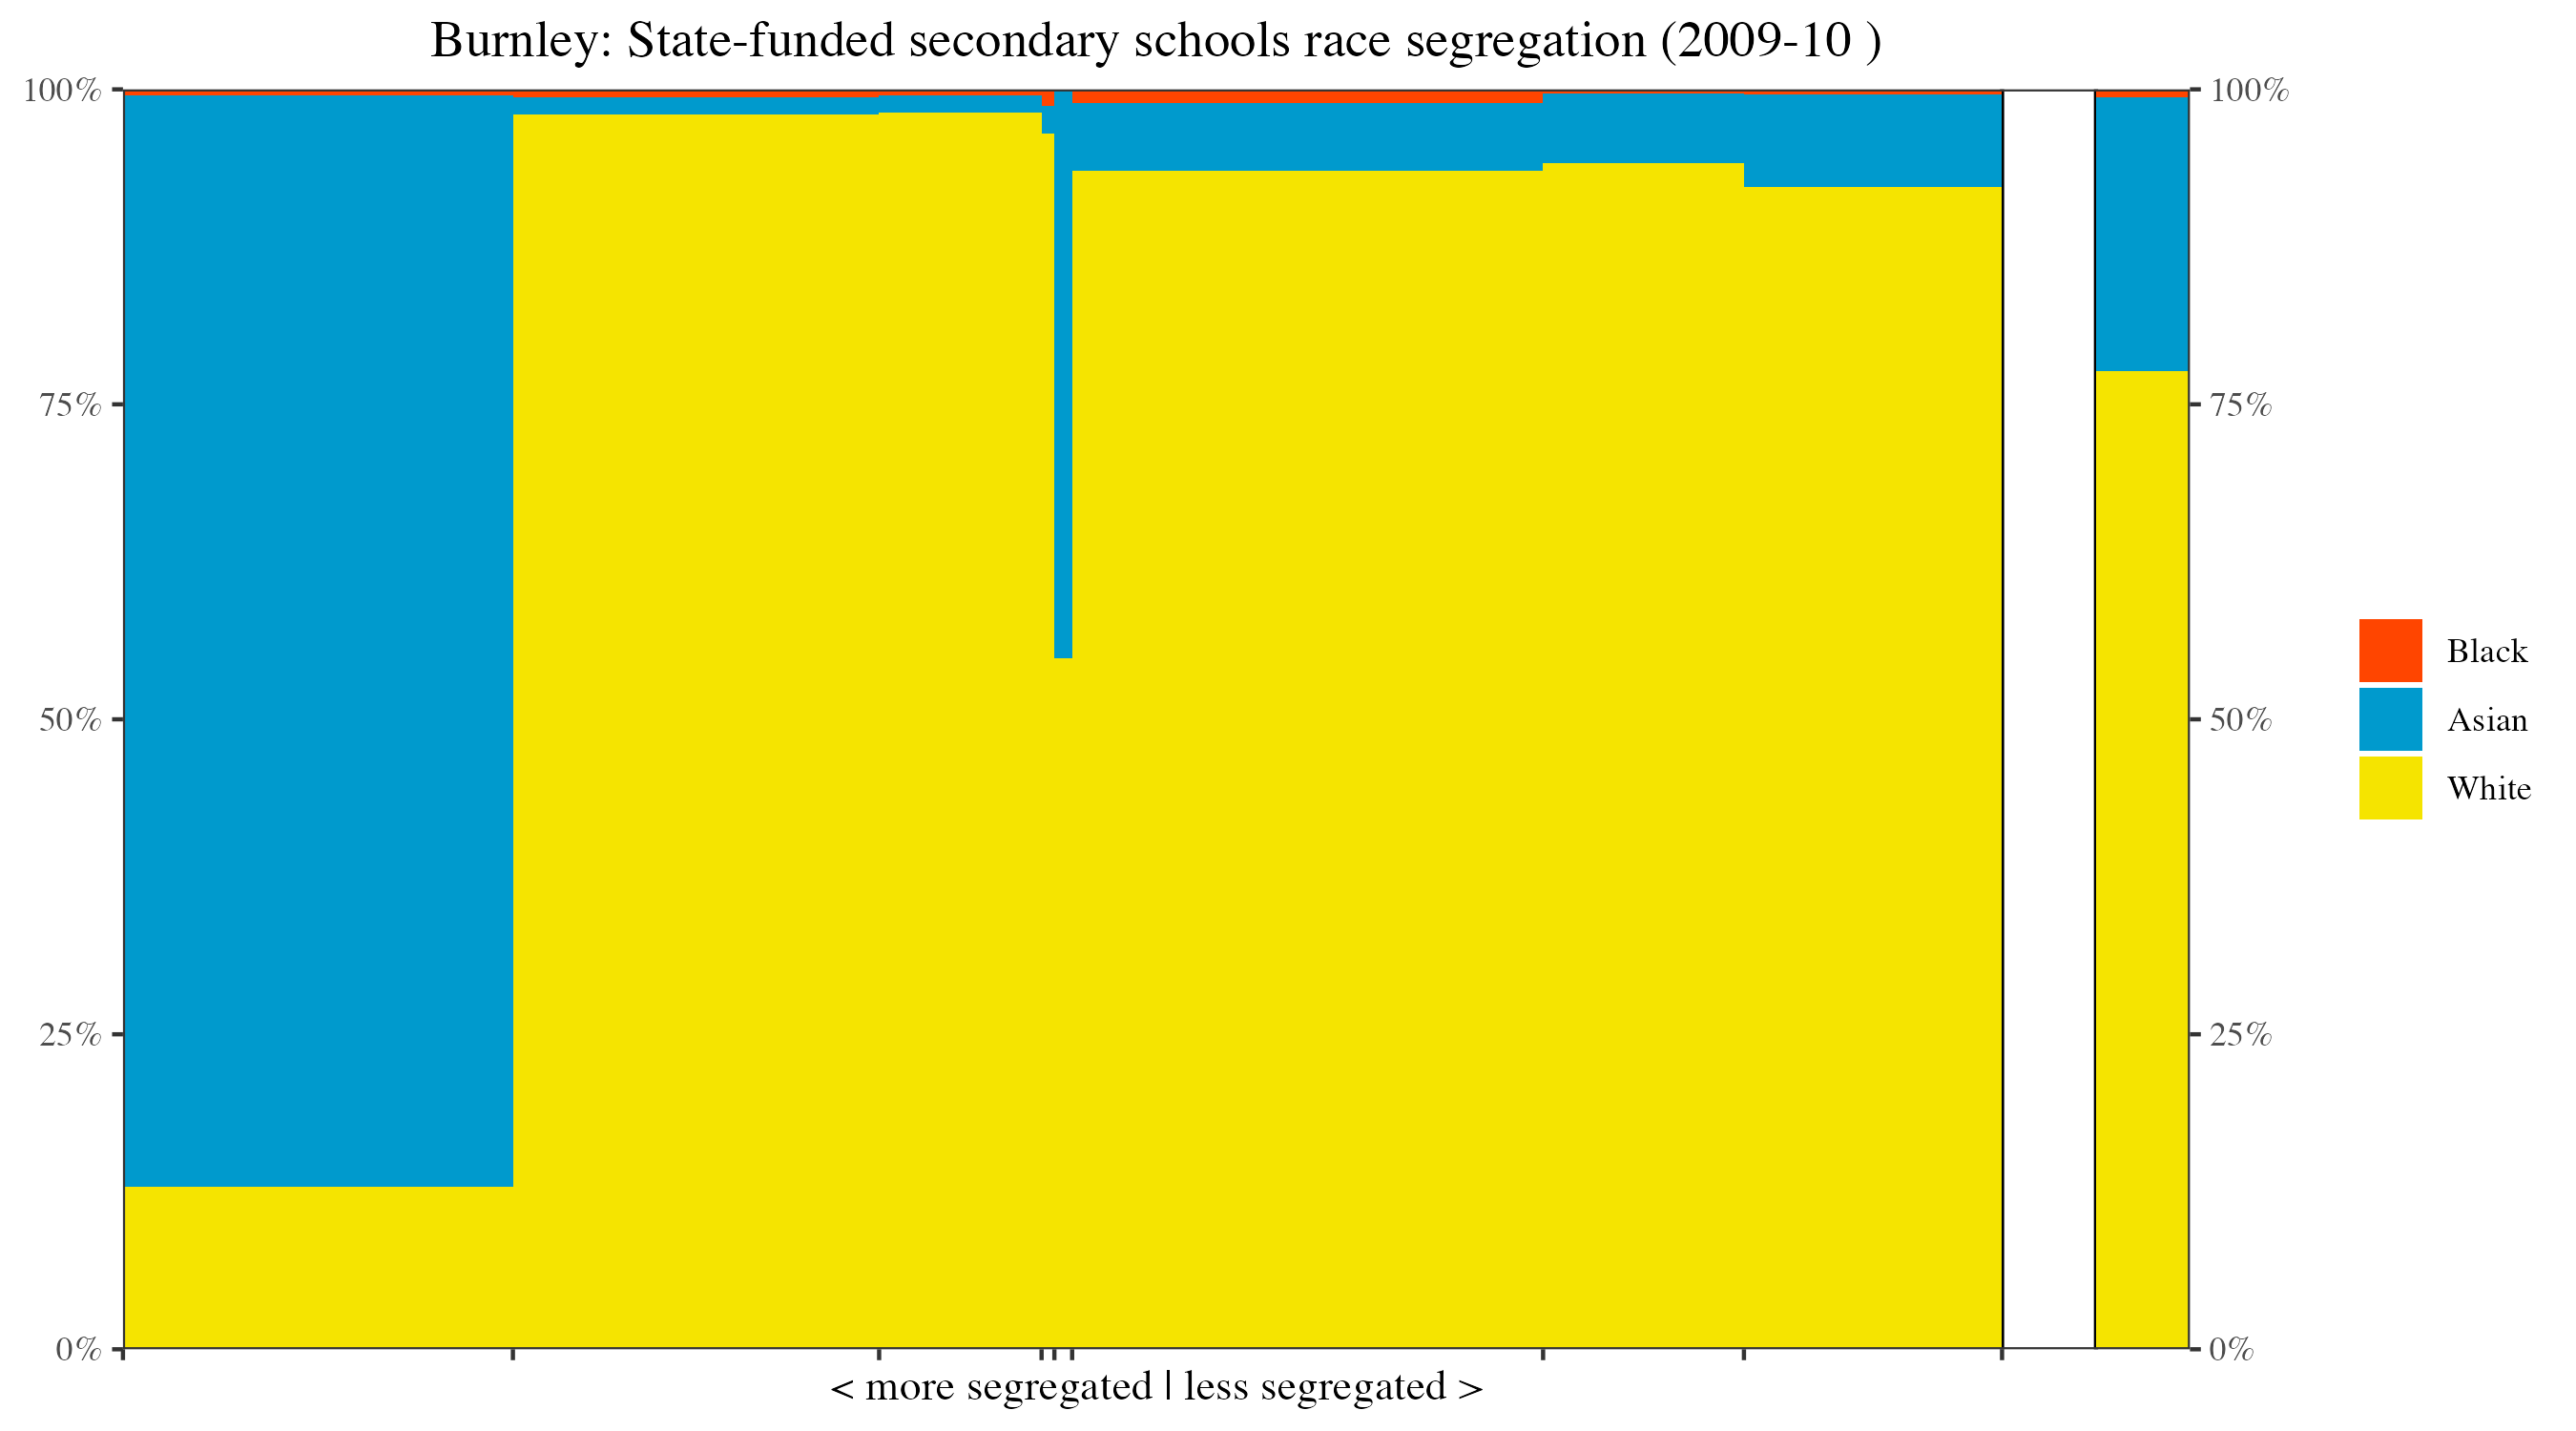 Burnley: State-funded secondary schools race segregation (2009-10 )
100%
75%
50%
25%
0%
100%
75%
50%
25%
0%
Black
Asian
White
< more segregated | less segregated >